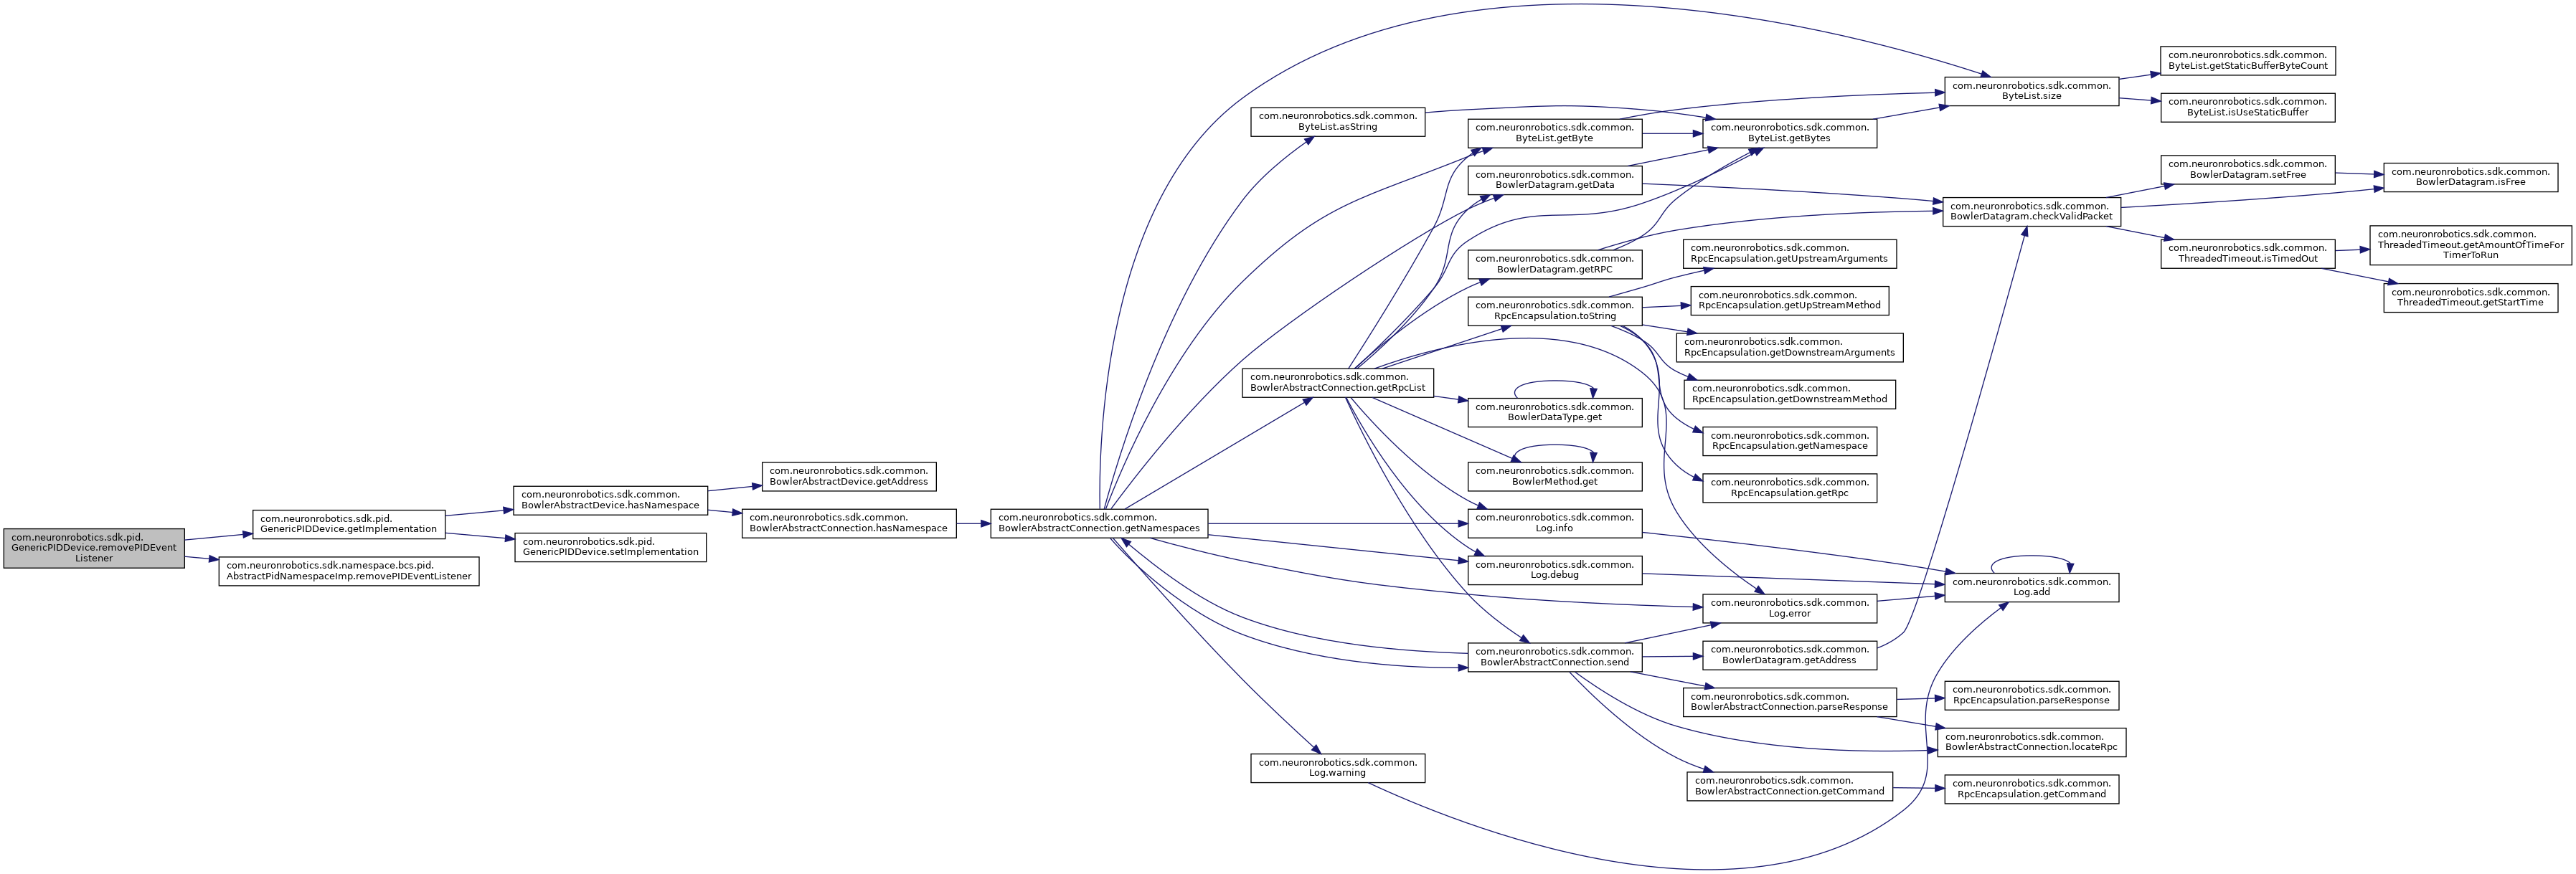 com.neuronrobotics.sdk.pid.
GenericPIDDevice.removePIDEvent
Listener
com.neuronrobotics.sdk.pid.
GenericPIDDevice.getImplementation
com.neuronrobotics.sdk.namespace.bcs.pid.
AbstractPidNamespaceImp.removePIDEventListener
com.neuronrobotics.sdk.common.
BowlerAbstractDevice.hasNamespace
com.neuronrobotics.sdk.pid.
GenericPIDDevice.setImplementation
com.neuronrobotics.sdk.common.
BowlerAbstractDevice.getAddress
com.neuronrobotics.sdk.common.
BowlerAbstractConnection.hasNamespace
com.neuronrobotics.sdk.common.
BowlerAbstractConnection.getNamespaces
com.neuronrobotics.sdk.common.
ByteList.asString
com.neuronrobotics.sdk.common.
BowlerAbstractConnection.getRpcList
com.neuronrobotics.sdk.common.
Log.warning
com.neuronrobotics.sdk.common.
ByteList.getByte
com.neuronrobotics.sdk.common.
BowlerDatagram.getData
com.neuronrobotics.sdk.common.
BowlerDatagram.getRPC
com.neuronrobotics.sdk.common.
RpcEncapsulation.toString
com.neuronrobotics.sdk.common.
BowlerDataType.get
com.neuronrobotics.sdk.common.
BowlerMethod.get
com.neuronrobotics.sdk.common.
Log.info
com.neuronrobotics.sdk.common.
Log.debug
com.neuronrobotics.sdk.common.
BowlerAbstractConnection.send
com.neuronrobotics.sdk.common.
ByteList.getBytes
com.neuronrobotics.sdk.common.
RpcEncapsulation.getUpstreamArguments
com.neuronrobotics.sdk.common.
RpcEncapsulation.getUpStreamMethod
com.neuronrobotics.sdk.common.
RpcEncapsulation.getDownstreamArguments
com.neuronrobotics.sdk.common.
RpcEncapsulation.getDownstreamMethod
com.neuronrobotics.sdk.common.
RpcEncapsulation.getNamespace
com.neuronrobotics.sdk.common.
RpcEncapsulation.getRpc
com.neuronrobotics.sdk.common.
Log.error
com.neuronrobotics.sdk.common.
BowlerDatagram.getAddress
com.neuronrobotics.sdk.common.
BowlerAbstractConnection.parseResponse
com.neuronrobotics.sdk.common.
BowlerAbstractConnection.getCommand
com.neuronrobotics.sdk.common.
ByteList.size
com.neuronrobotics.sdk.common.
BowlerDatagram.checkValidPacket
com.neuronrobotics.sdk.common.
Log.add
com.neuronrobotics.sdk.common.
RpcEncapsulation.parseResponse
com.neuronrobotics.sdk.common.
BowlerAbstractConnection.locateRpc
com.neuronrobotics.sdk.common.
RpcEncapsulation.getCommand
com.neuronrobotics.sdk.common.
ByteList.getStaticBufferByteCount
com.neuronrobotics.sdk.common.
ByteList.isUseStaticBuffer
com.neuronrobotics.sdk.common.
BowlerDatagram.setFree
com.neuronrobotics.sdk.common.
ThreadedTimeout.isTimedOut
com.neuronrobotics.sdk.common.
BowlerDatagram.isFree
com.neuronrobotics.sdk.common.
ThreadedTimeout.getAmountOfTimeFor
TimerToRun
com.neuronrobotics.sdk.common.
ThreadedTimeout.getStartTime